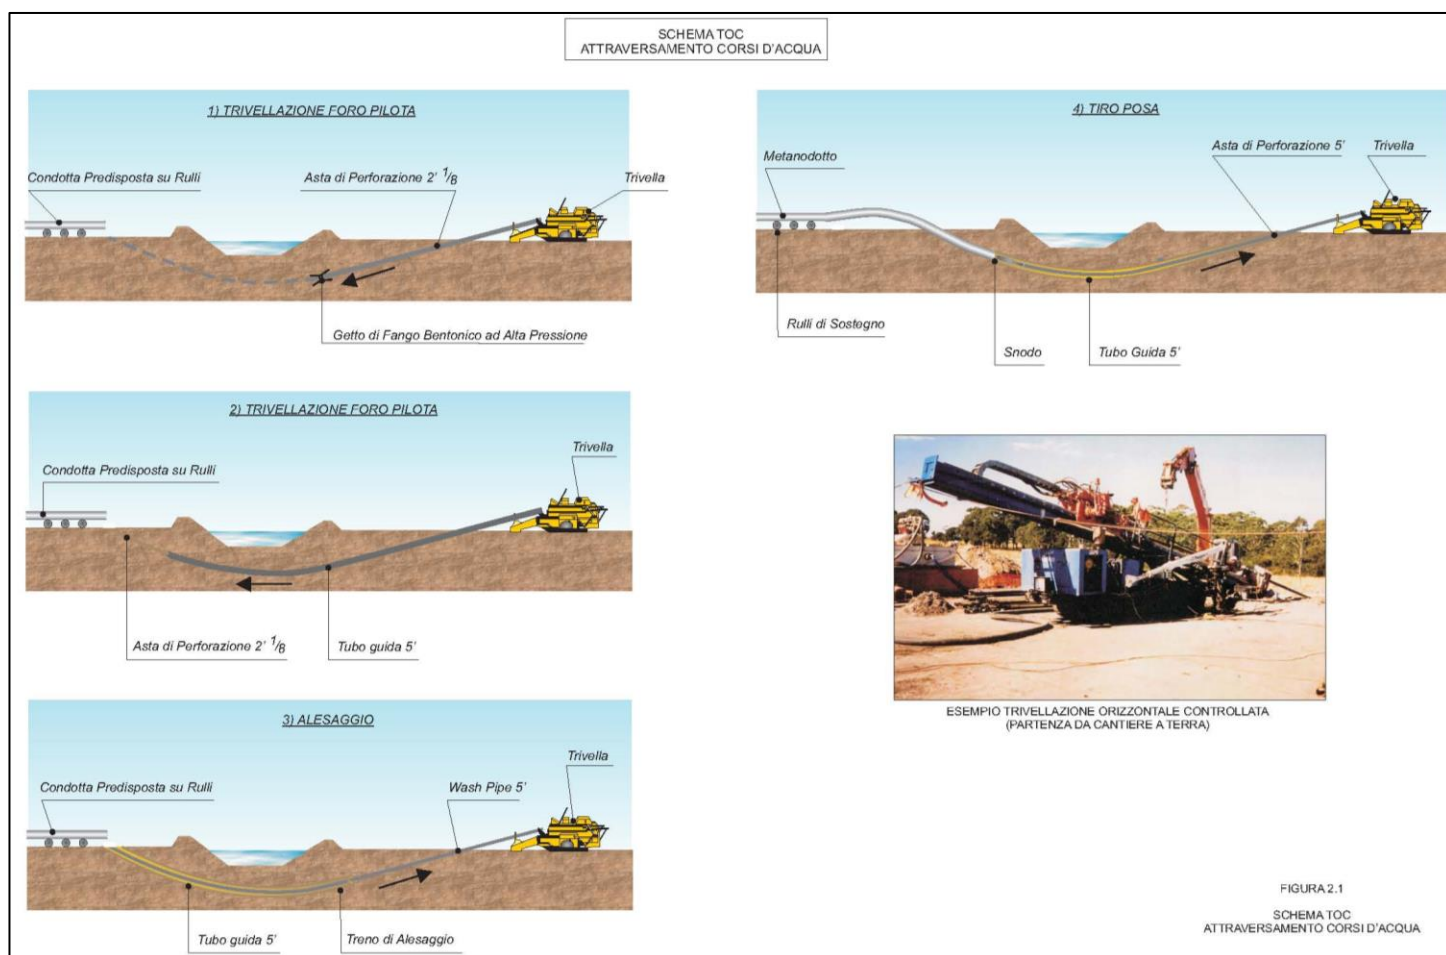 SCHEMA TOC
ATTRAVERSAMENTO CORSI D'ACQUA
1) TRIVELLAZIONE FORO PILOTA
Condotta Predisposta su Rulli
Asta di Perforazione 2' 1/8
Trivella
Getto di Fango Bentonico ad Alta Pressione
2) TRIVELLAZIONE FORO PILOTA
Trivella
Condotta Predisposta su Rulli
Asta di Perforazione 2' 1/8
Tubo guida 5'
3) ALESAGGIO
Trivella
Condotta Predisposta su Rulli
Wash Pipe 5'
Tubo guida 5'
Treno di Alesaggio
4) TIRO POSA
Asta di Perforazione 5'
Trivella
Metanodotto
Rulli di Sostegno
Snodo
Tubo Guida 5'
ESEMPIO TRIVELLAZIONE ORIZZONTALE CONTROLLATA
(PARTENZA DA CANTIERE A TERRA)
FIGURA 2.1
SCHEMA TOC
ATTRAVERSAMENTO CORSI D'ACQUA